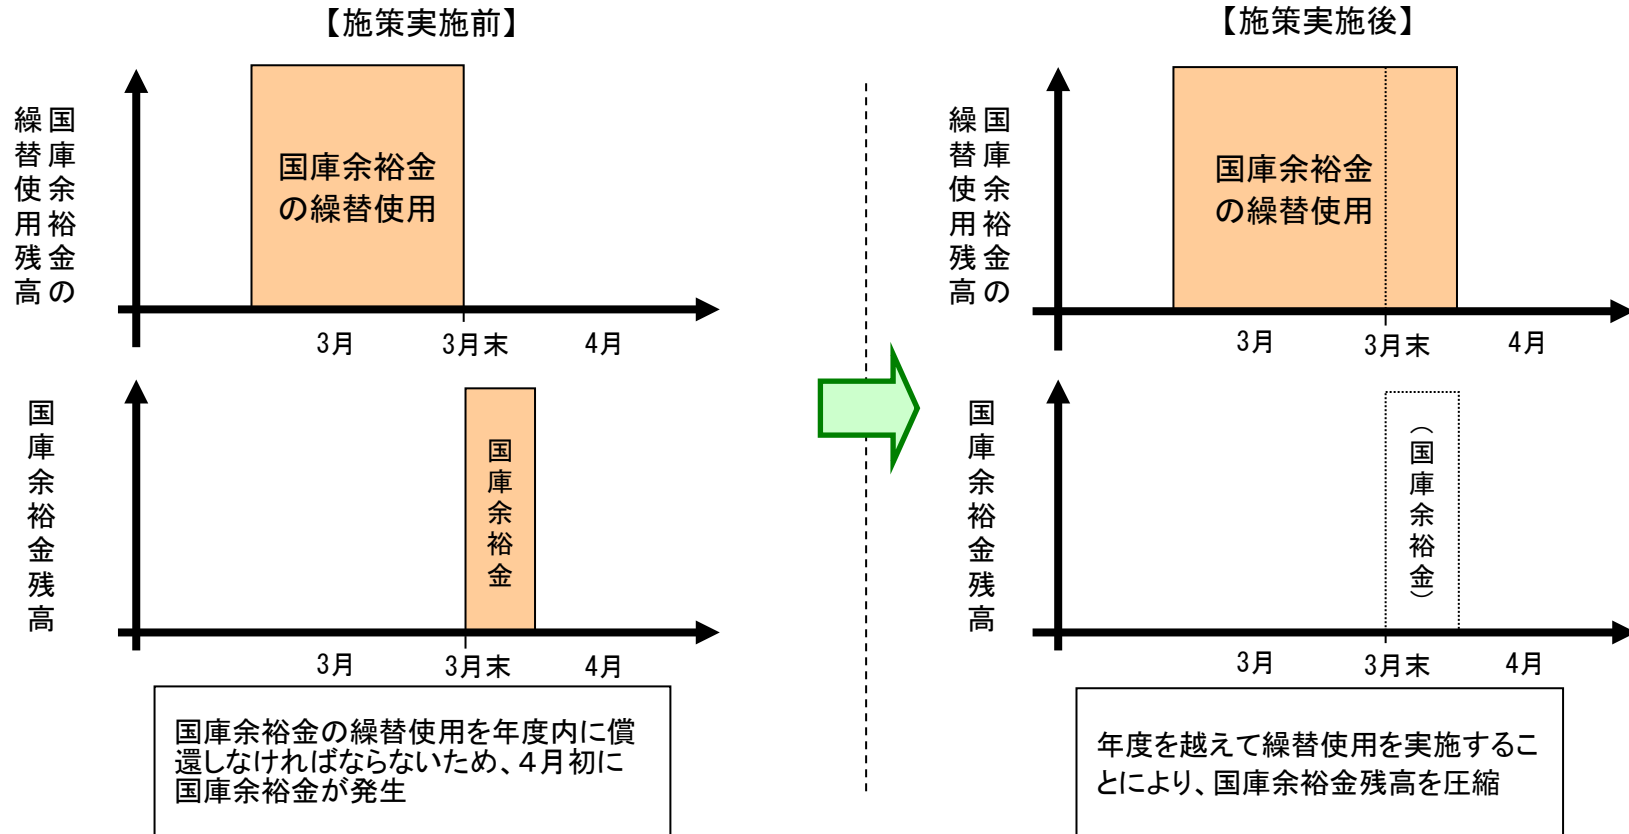 【施策実施前】
国庫余裕金の
繰替使用残高
国庫余裕金
の繰替使用
3月
3月末
4月
国庫余裕金残高
国庫余裕金
3月
3月末
4月
国庫余裕金の繰替使用を年度内に償
還しなければならないため、４月初に
国庫余裕金が発生
【施策実施後】
国庫余裕金の
繰替使用残高
国庫余裕金
の繰替使用
3月
3月末
4月
国庫余裕金残高
（国庫余裕金）
3月
3月末
4月
年度を越えて繰替使用を実施するこ
とにより、国庫余裕金残高を圧縮